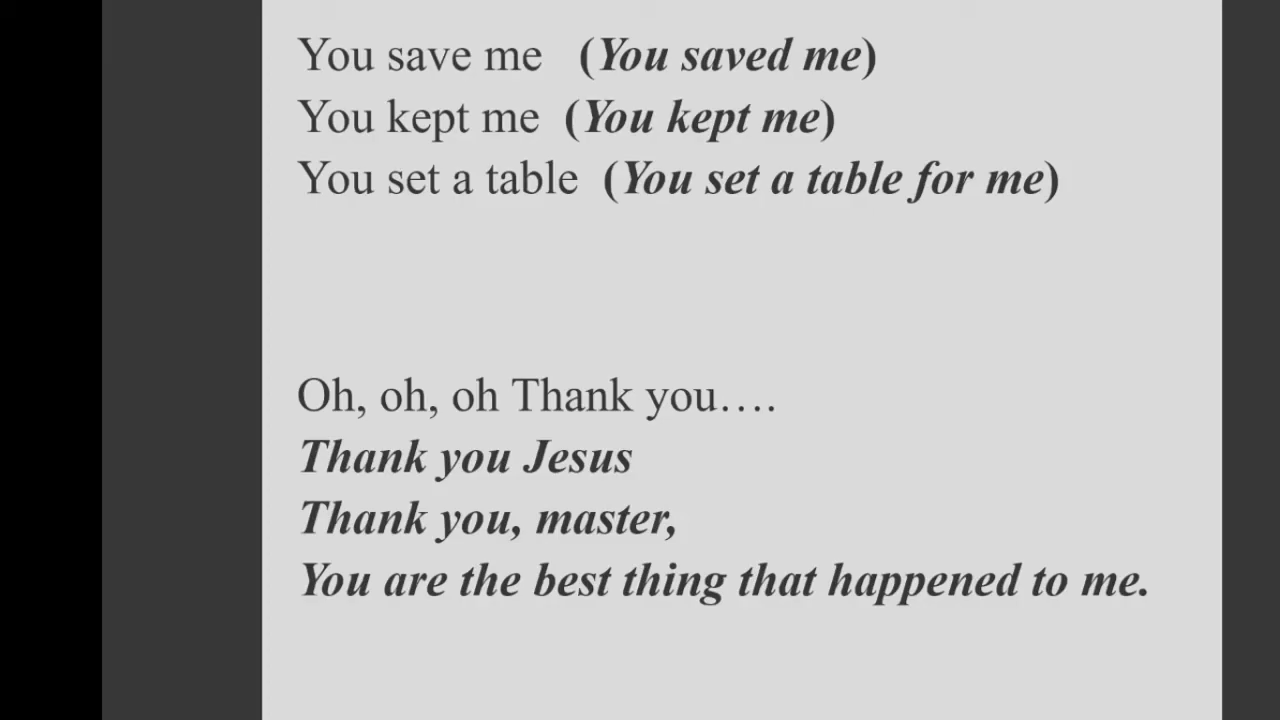 You save me (You saved me)
You kept me (You kept me)
You set a table (You set a table for me)
Oh, oh, oh Thank you….
Thank you Jesus
Thank you, master,
You are the best thing that happened to me.